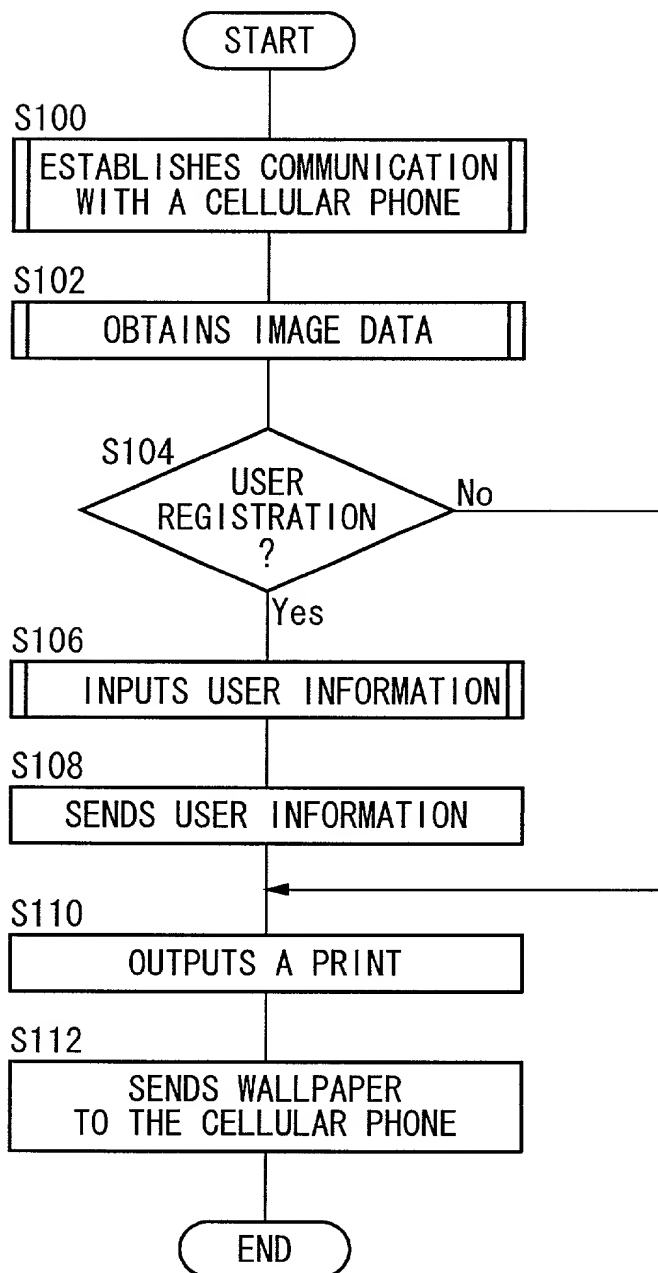 START
S100
ESTABLISHES COMMUNICATION
WITH A CELLULAR PHONE
S102
OBTAINS IMAGE DATA
S104
USER
REGISTRATION
?
No
Yes
S106
INPUTS USER INFORMATION
S108
SENDS USER INFORMATION
S110
OUTPUTS A PRINT
S112
SENDS WALLPAPER
TO THE CELLULAR PHONE
END